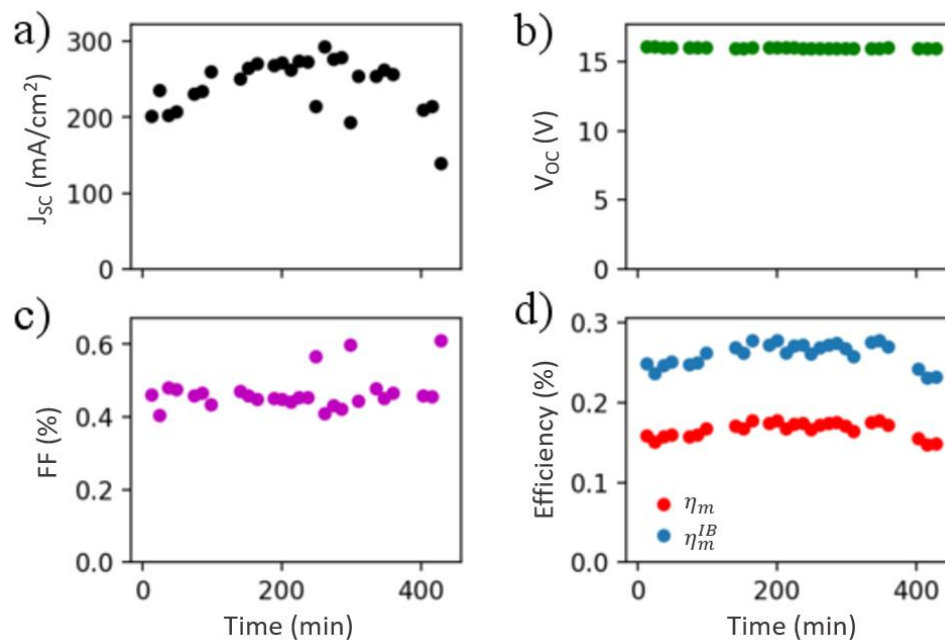 a)
300
200
100
0
J_SC (mA/cm²)
b)
15
10
5
0
V_OC (V)
c)
0.6
0.4
0.2
0.0
FF (%)
0 200 400
Time (min)
d)
0.3
0.2
0.1
0.0
Efficiency (%)
η_m
η_m^IB
0 200 400
Time (min)